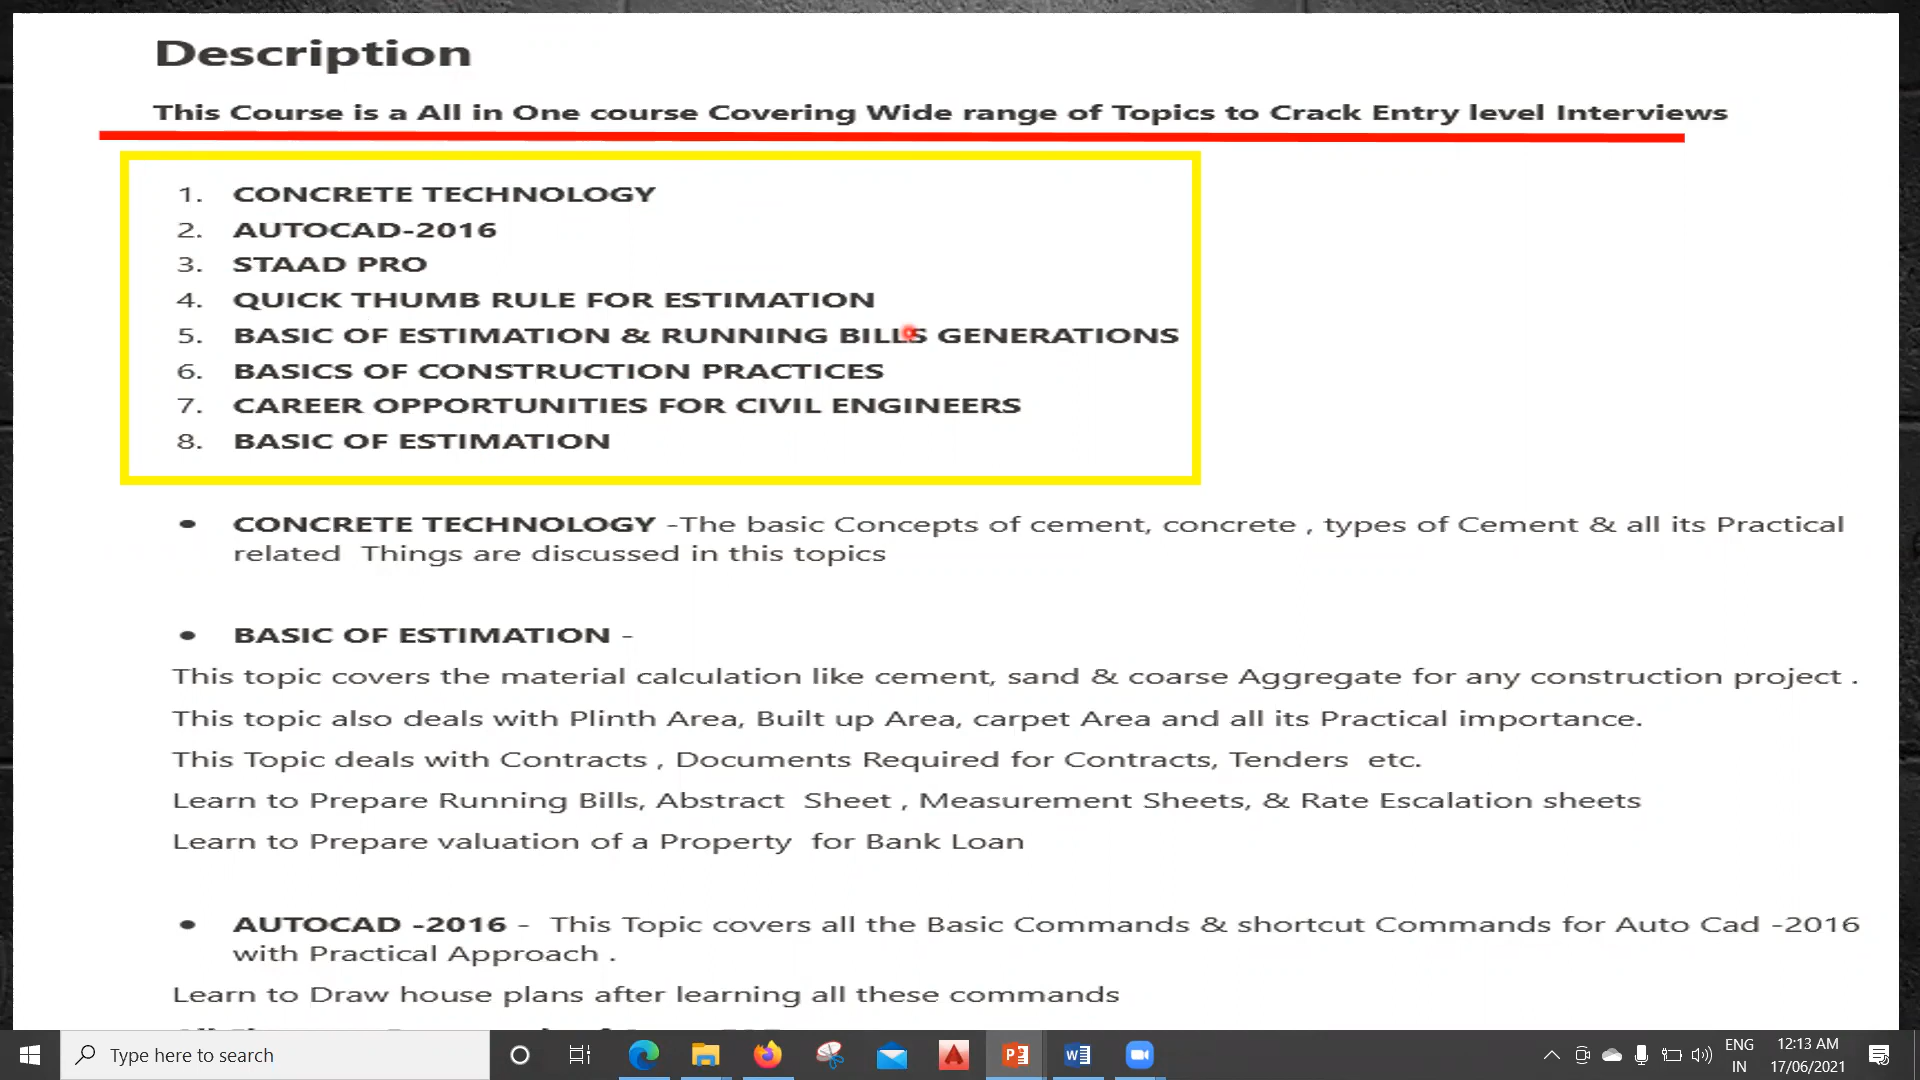 Description
This Course is a All in One course Covering Wide range of Topics to Crack Entry level Interviews
1. CONCRETE TECHNOLOGY
2. AUTOCAD-2016
3. STAAD PRO
4. QUICK THUMB RULE FOR ESTIMATION
5. BASIC OF ESTIMATION & RUNNING BILLS GENERATIONS
6. BASICS OF CONSTRUCTION PRACTICES
7. CAREER OPPORTUNITIES FOR CIVIL ENGINEERS
8. BASIC OF ESTIMATION
• CONCRETE TECHNOLOGY -The basic Concepts of cement, concrete , types of Cement & all its Practical
related Things are discussed in this topics
• BASIC OF ESTIMATION -
This topic covers the material calculation like cement, sand & coarse Aggregate for any construction project .
This topic also deals with Plinth Area, Built up Area, carpet Area and all its Practical importance.
This Topic deals with Contracts , Documents Required for Contracts, Tenders etc.
Learn to Prepare Running Bills, Abstract Sheet , Measurement Sheets, & Rate Escalation sheets
Learn to Prepare valuation of a Property for Bank Loan
• AUTOCAD -2016 - This Topic covers all the Basic Commands & shortcut Commands for Auto Cad -2016
with Practical Approach .
Learn to Draw house plans after learning all these commands
Type here to search
ENG
IN
12:13 AM
17/06/2021